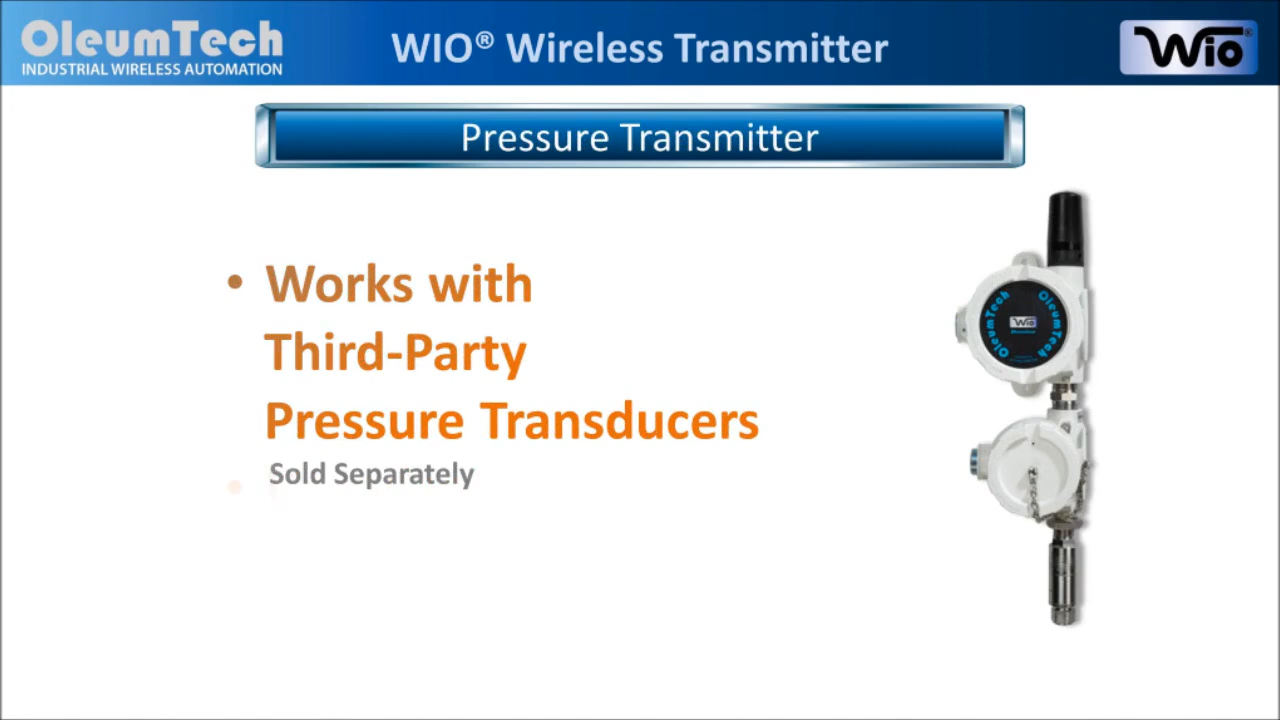 OleumTech
INDUSTRIAL WIRELESS AUTOMATION
WIO® Wireless Transmitter
Wio®
Pressure Transmitter
• Works with
Third-Party
Pressure Transducers
Sold Separately
OleumTech
OleumTech
Wio